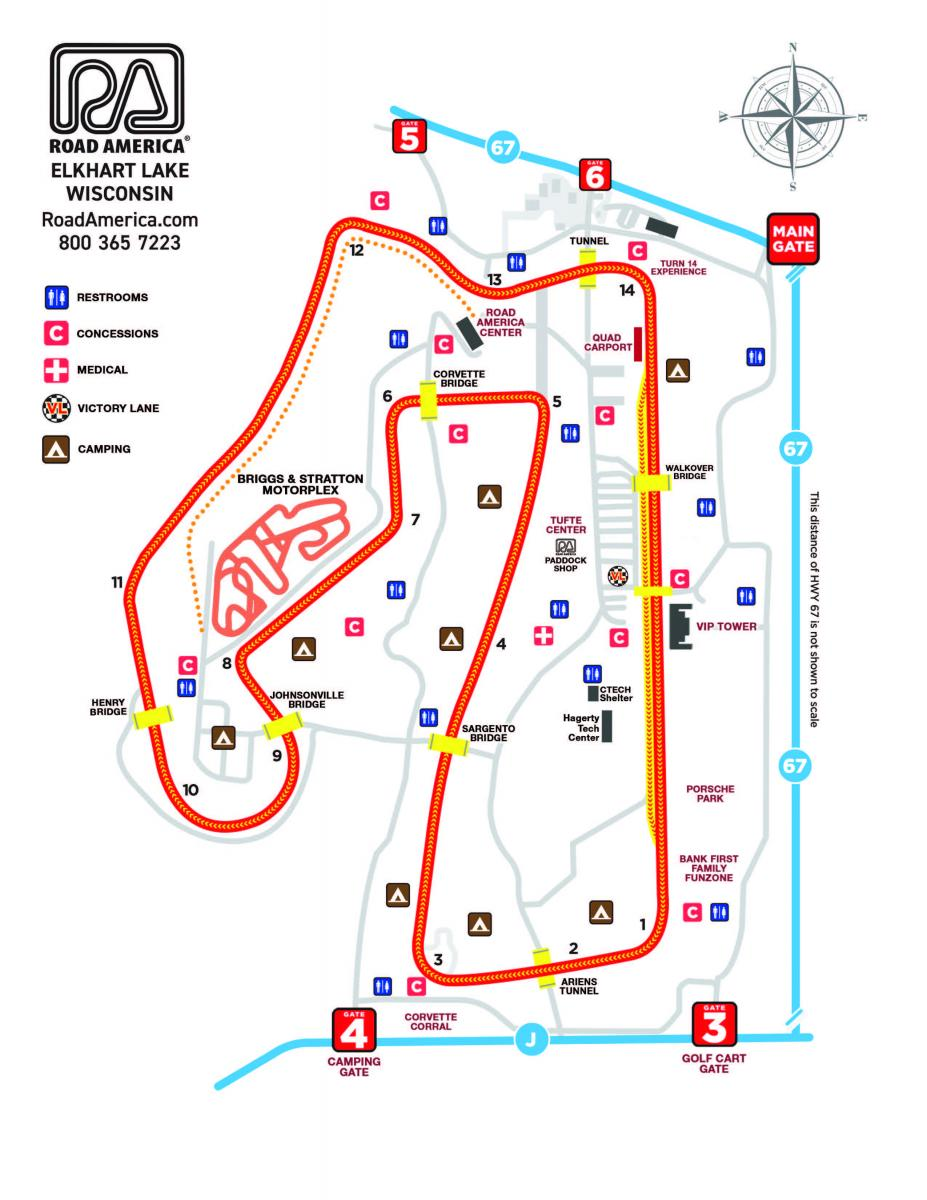 RA
ROAD AMERICA®
ELKHART LAKE
WISCONSIN
RoadAmerica.com
800 365 7223
N
W
E
S
GATE
5
67
GATE
6
MAIN
GATE
RESTROOMS
C
CONCESSIONS
MEDICAL
VL
VICTORY LANE
CAMPING
C
12
13
TUNNEL
C
TURN 14
EXPERIENCE
14
ROAD
AMERICA
CENTER
C
QUAD
CARPORT
CORVETTE
BRIDGE
6
5
C
C
67
WALKOVER
BRIDGE
BRIGGS & STRATTON
MOTORPLEX
7
TUFTE
CENTER
RA
PADDOCK
SHOP
This distance of HWY 67 is not shown to scale
11
VL
C
C
4
C
VIP TOWER
8
C
CTECH
Shelter
HENRY
BRIDGE
JOHNSONVILLE
BRIDGE
SARGENTO
BRIDGE
Hagerty
Tech
Center
9
67
10
PORSCHE
PARK
BANK FIRST
FAMILY
FUNZONE
C
1
2
3
C
ARIENS
TUNNEL
CORVETTE
CORRAL
GATE
4
CAMPING
GATE
J
GATE
3
GOLF CART
GATE